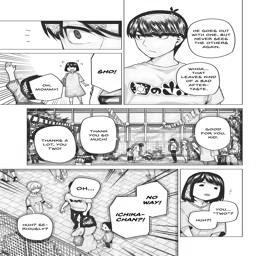 HE GOES OUT
WITH ONE, BUT
NEVER SEES
THE OTHERS
AGAIN.
WHOA...
THAT
LEAVES KIND
OF A BAD
AFTER-
TASTE.
SHO!
OH,
MOMMY!
GOOD FOR
YOU,
KID.
THANK
YOU SO
MUCH!
THANKS
A LOT, YOU
TWO!
YOU...
"TWO"?
HUH?!
NO
WAY!
ICHIKA-
CHAN?!
OH...
HUH? SE-
RIOUSLY?